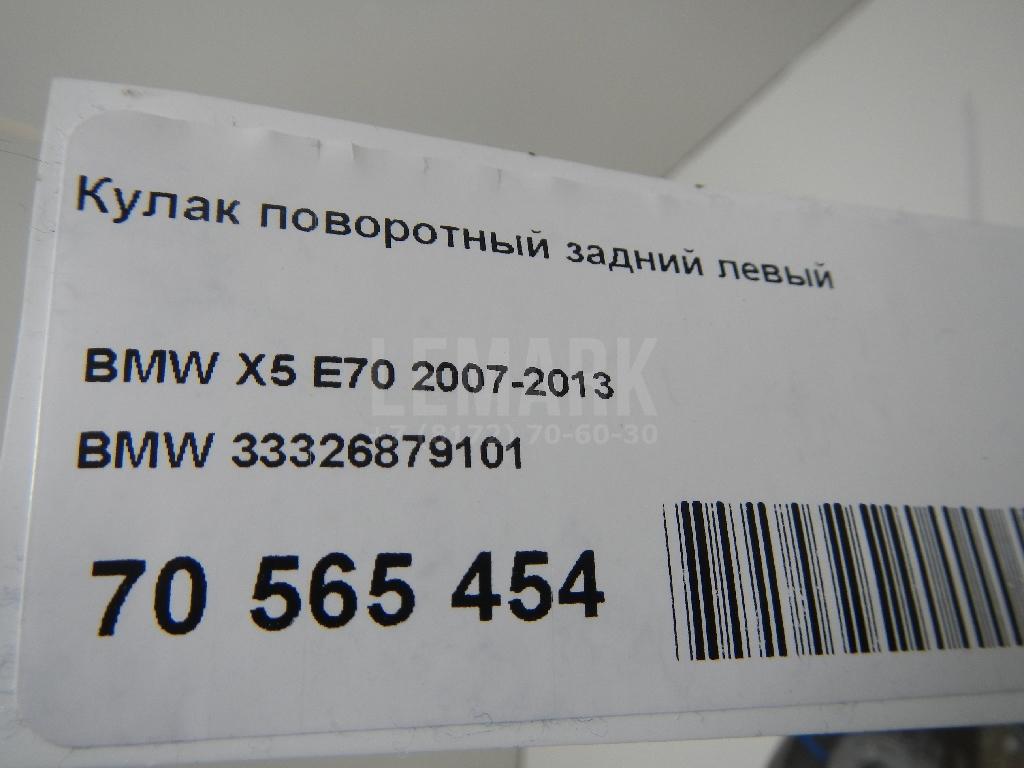 Кулак поворотный задний левый
BMW X5 E70 2007-2013
LEMARK
+7 (8172) 70-60-30
BMW 33326879101
70 565 454